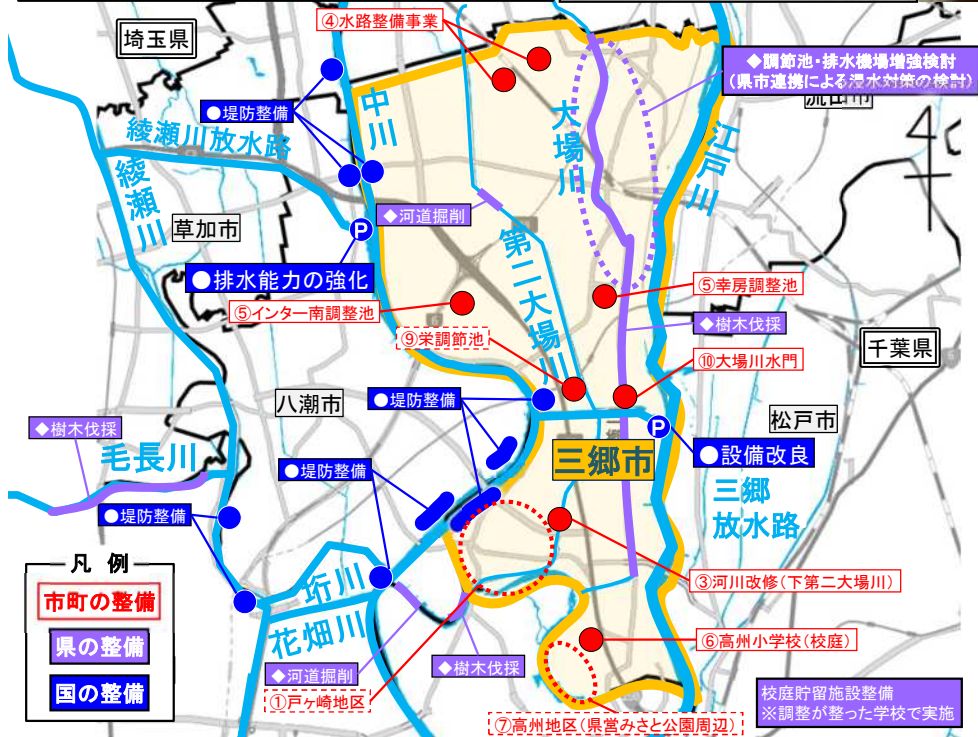 ④水路整備事業
埼玉県
◆調節池・排水機場増強検討
(県市連携による浸水対策の検討)
流山市
●堤防整備
中川
大場川
江戸川
綾瀬川放水路
綾瀬川
草加市
◆河道掘削
●排水能力の強化
第二大場川
⑤インター南調整池
⑤幸房調整池
◆樹木伐採
⑨栄調節池
千葉県
⑩大場川水門
八潮市
●堤防整備
松戸市
◆樹木伐採
毛長川
三郷市
●設備改良
●堤防整備
三郷
放水路
●堤防整備
凡例
市町の整備
県の整備
国の整備
垳川
花畑川
③河川改修(下第二大場川)
⑥高州小学校(校庭)
◆河道掘削
◆樹木伐採
①戸ヶ崎地区
⑦高州地区(県営みさと公園周辺)
校庭貯留施設整備
※調整が整った学校で実施
P
P
4